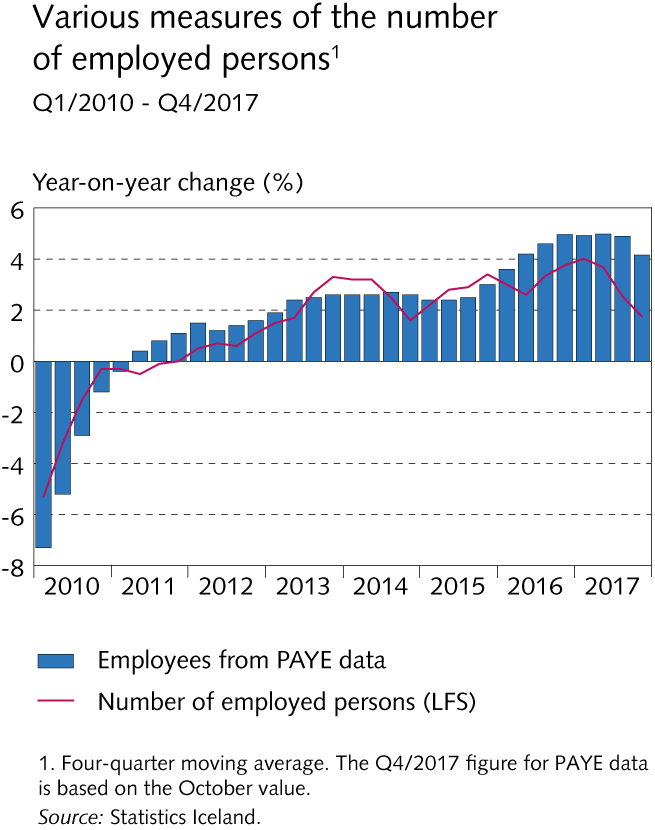 Various measures of the number
of employed persons¹
Q1/2010 - Q4/2017
Year-on-year change (%)
6
4
2
0
-2
-4
-6
-8
2010 2011 2012 2013 2014 2015 2016 2017
Employees from PAYE data
Number of employed persons (LFS)
1. Four-quarter moving average. The Q4/2017 figure for PAYE data
is based on the October value.
Source: Statistics Iceland.